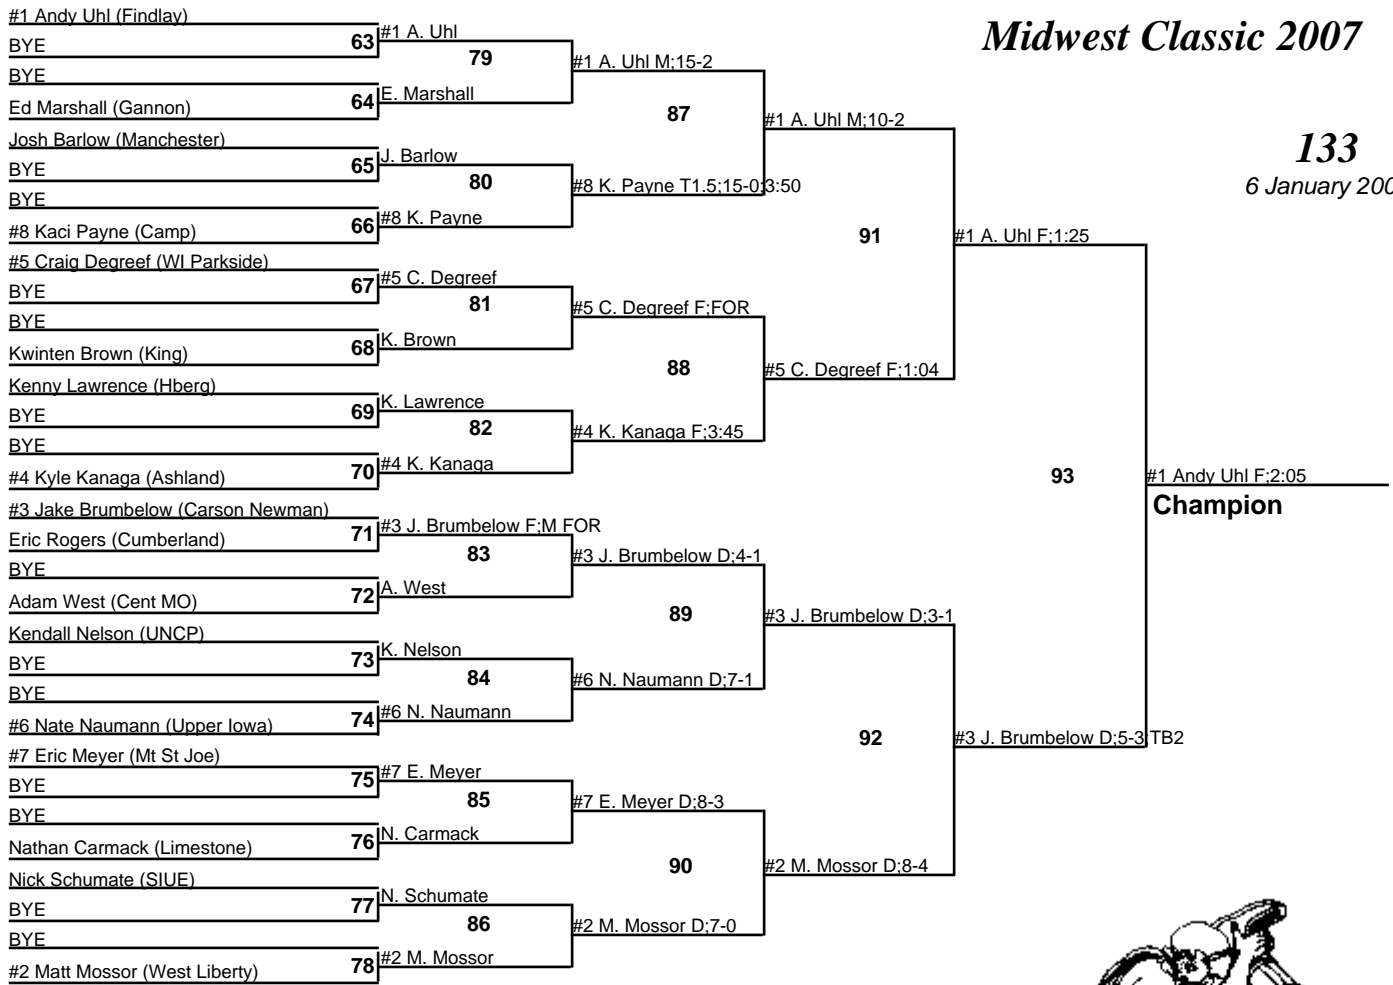 Midwest Classic 2007
133
6 January 200
#1 Andy Uhl (Findlay)
BYE
63
BYE
Ed Marshall (Gannon)
64
Josh Barlow (Manchester)
BYE
65
BYE
#8 Kaci Payne (Camp)
66
#5 Craig Degreef (WI Parkside)
BYE
67
BYE
Kwinten Brown (King)
68
Kenny Lawrence (Hberg)
BYE
69
BYE
#4 Kyle Kanaga (Ashland)
70
#3 Jake Brumbelow (Carson Newman)
Eric Rogers (Cumberland)
71
BYE
Adam West (Cent MO)
72
Kendall Nelson (UNCP)
BYE
73
BYE
#6 Nate Naumann (Upper Iowa)
74
#7 Eric Meyer (Mt St Joe)
BYE
75
BYE
Nathan Carmack (Limestone)
76
Nick Schumate (SIUE)
BYE
77
BYE
#2 Matt Mossor (West Liberty)
78
#1 A. Uhl
79
E. Marshall
J. Barlow
80
#8 K. Payne
#5 C. Degreef
81
K. Brown
K. Lawrence
82
#4 K. Kanaga
#3 J. Brumbelow F;M FOR
83
A. West
K. Nelson
84
#6 N. Naumann
#7 E. Meyer
85
N. Carmack
N. Schumate
86
#2 M. Mossor
#1 A. Uhl M;15-2
87
#8 K. Payne T1.5;15-0;3:50
#5 C. Degreef F;FOR
88
#4 K. Kanaga F;3:45
#3 J. Brumbelow D;4-1
89
#6 N. Naumann D;7-1
#7 E. Meyer D;8-3
90
#2 M. Mossor D;7-0
#1 A. Uhl M;10-2
91
#5 C. Degreef F;1:04
#3 J. Brumbelow D;3-1
92
#2 M. Mossor D;8-4
#1 A. Uhl F;1:25
93
#3 J. Brumbelow D;5-3;TB2
#1 Andy Uhl F;2:05
Champion